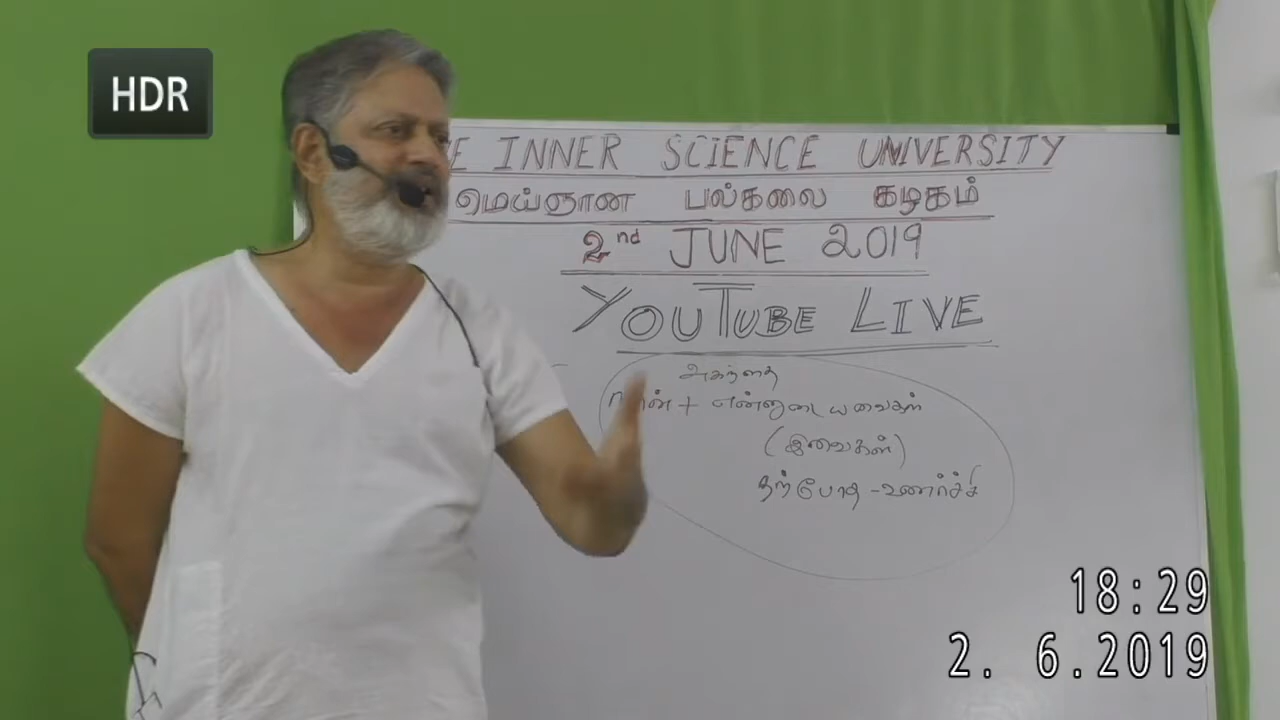 HDR
E INNER SCIENCE UNIVERSITY
மெய்ஞான பல்கலை கழகம்
2nd JUNE 2019
YOUTUBE LIVE
அகந்தை
நான் + என்னுடையவைகள்
(இவைகள்)
தற்போத - உணர்ச்சி
18:29
2. 6.2019